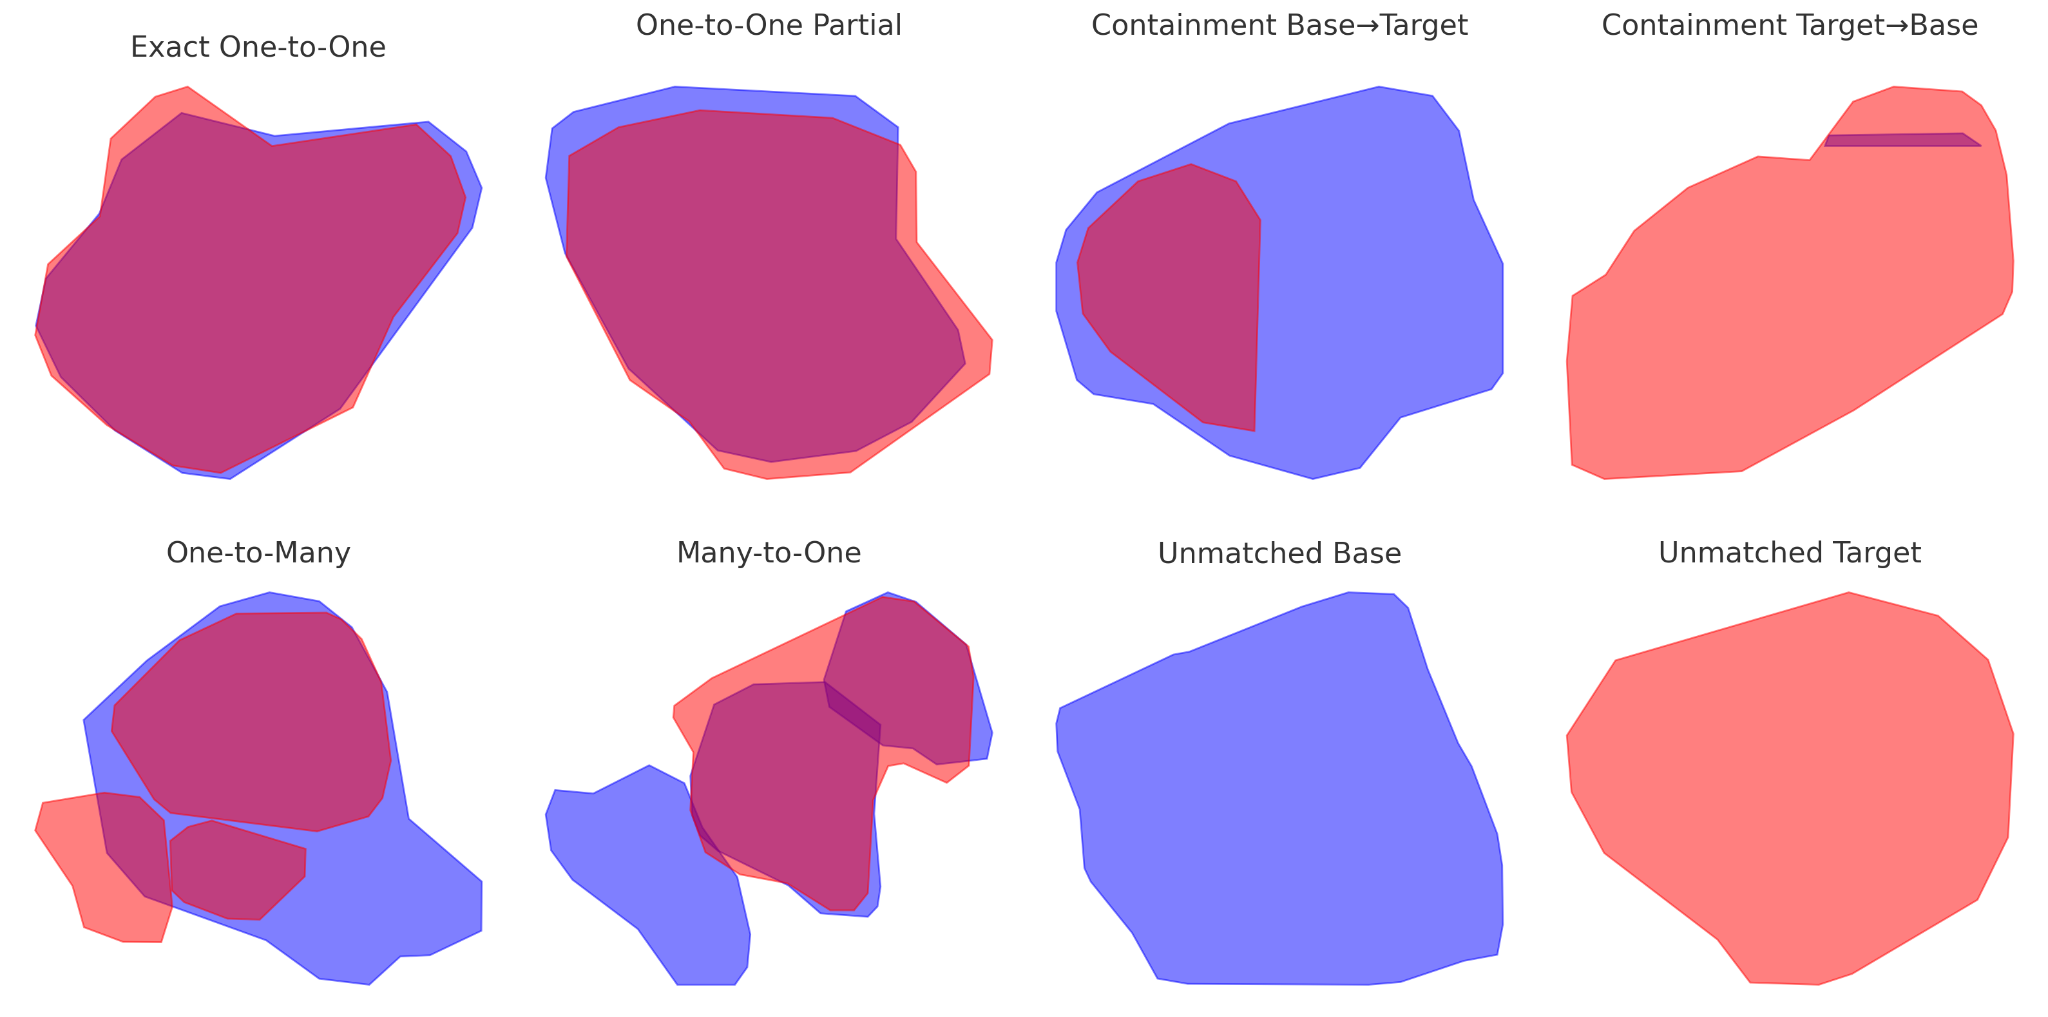 Exact One-to-One
One-to-One Partial
Containment Base→Target
Containment Target→Base
One-to-Many
Many-to-One
Unmatched Base
Unmatched Target